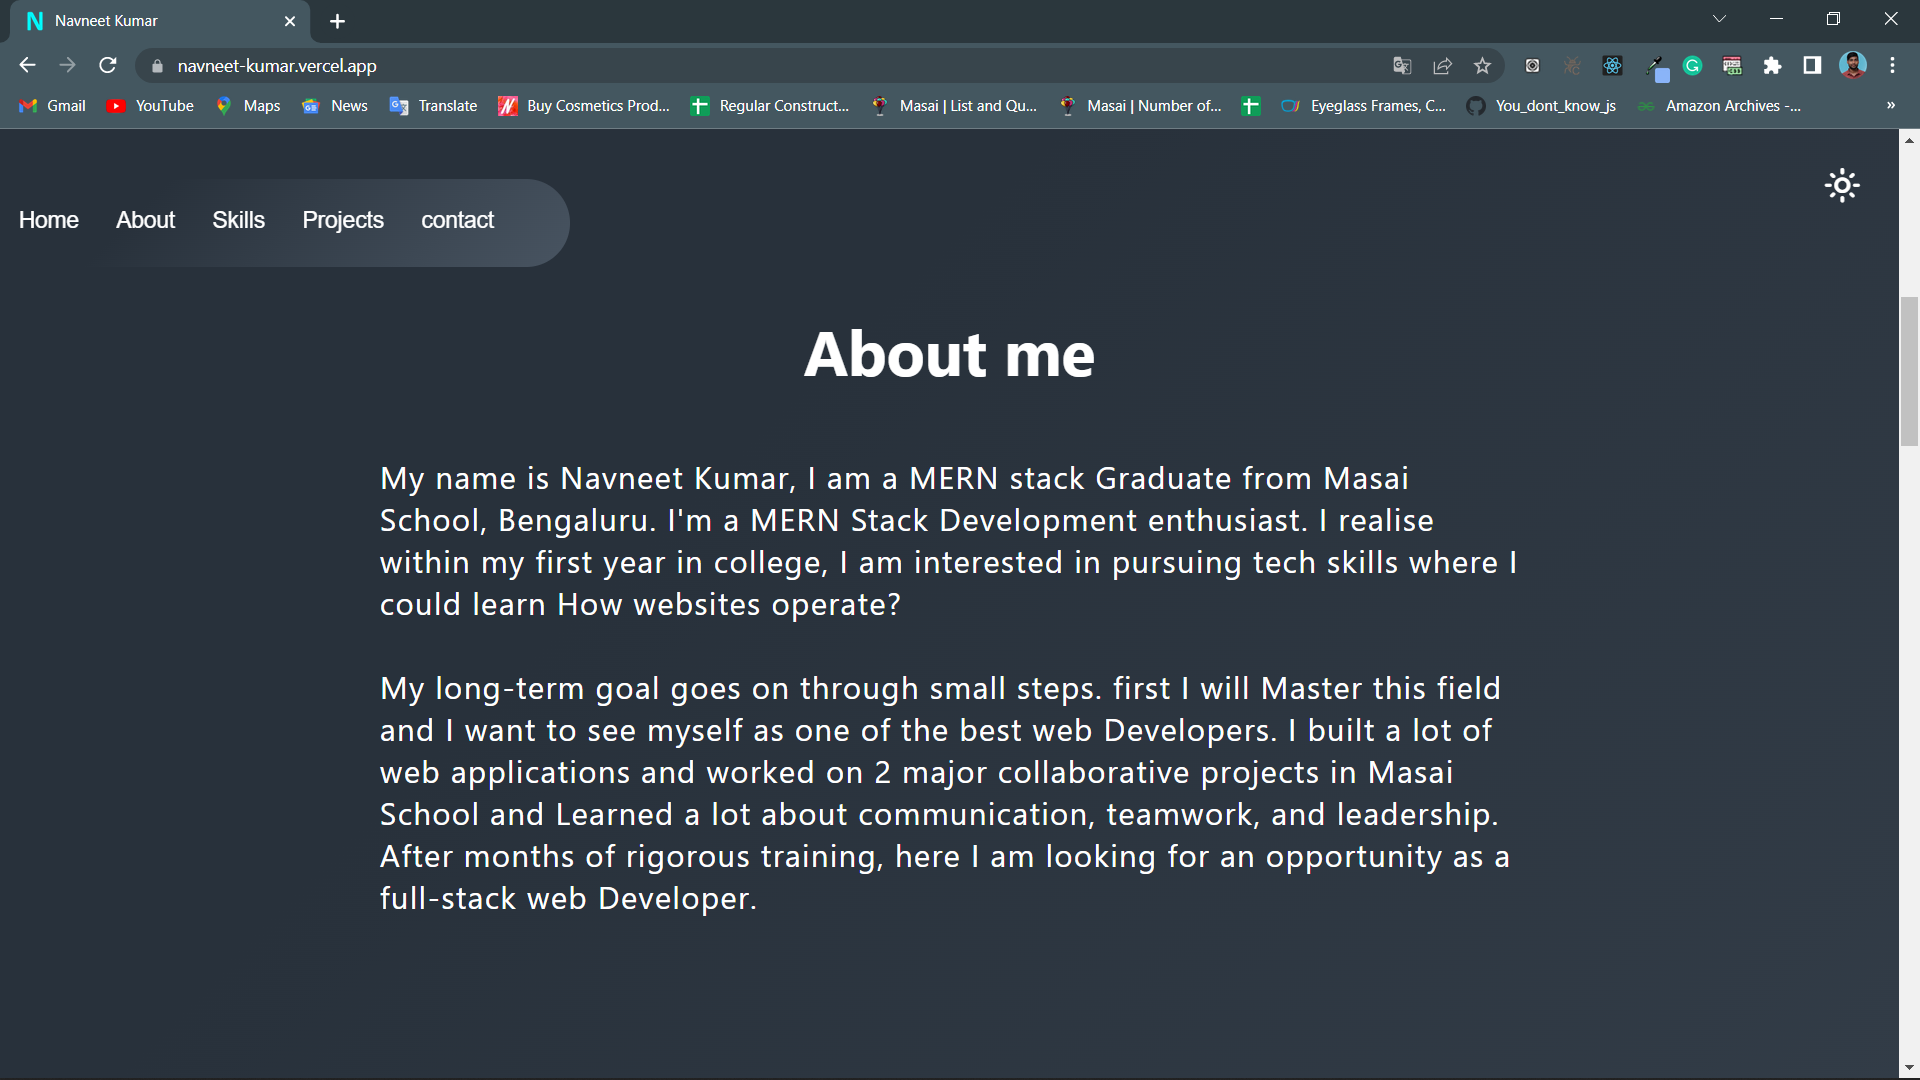 N Navneet Kumar
navneet-kumar.vercel.app
Gmail YouTube Maps News Translate Buy Cosmetics Prod... Regular Construct... Masai | List and Qu... Masai | Number of... Eyeglass Frames, C... You_dont_know_js Amazon Archives -... »
Home About Skills Projects contact
About me
My name is Navneet Kumar, I am a MERN stack Graduate from Masai
School, Bengaluru. I'm a MERN Stack Development enthusiast. I realise
within my first year in college, I am interested in pursuing tech skills where I
could learn How websites operate?
My long-term goal goes on through small steps. first I will Master this field
and I want to see myself as one of the best web Developers. I built a lot of
web applications and worked on 2 major collaborative projects in Masai
School and Learned a lot about communication, teamwork, and leadership.
After months of rigorous training, here I am looking for an opportunity as a
full-stack web Developer.